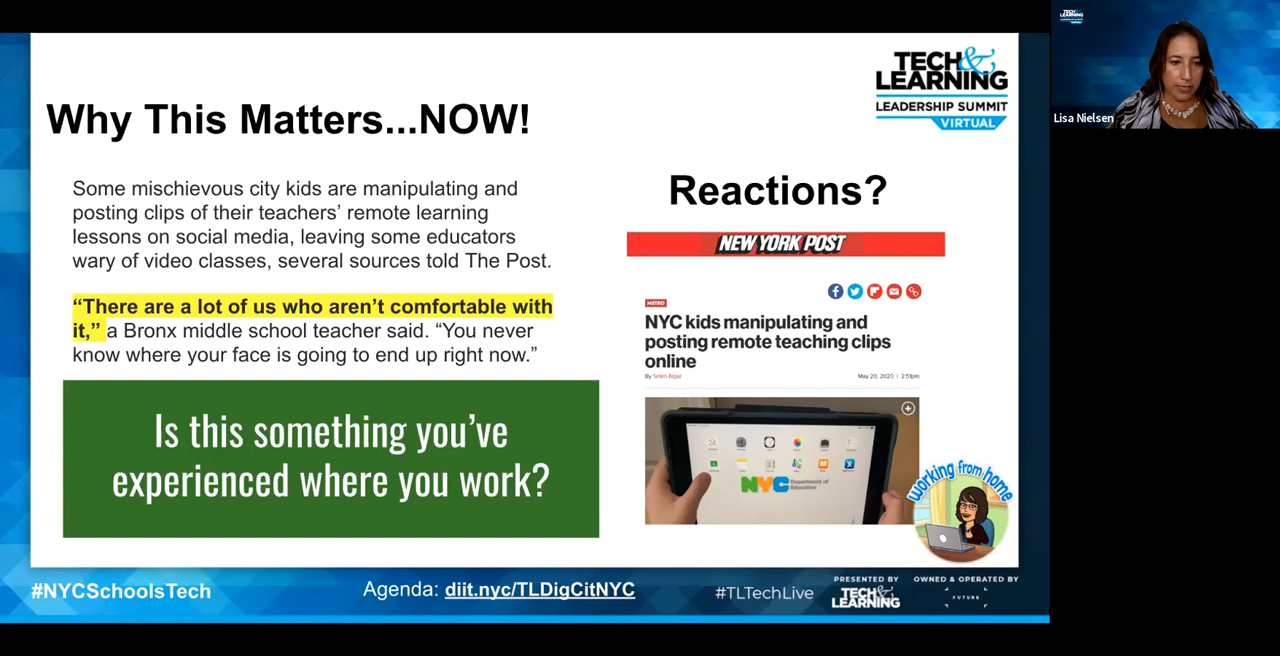 TECH&
LEARNING
LEADERSHIP SUMMIT
VIRTUAL
Lisa Nielsen
Why This Matters...NOW!
Some mischievous city kids are manipulating and
posting clips of their teachers’ remote learning
lessons on social media, leaving some educators
wary of video classes, several sources told The Post.
“There are a lot of us who aren’t comfortable with
it,” a Bronx middle school teacher said. “You never
know where your face is going to end up right now.”
Is this something you’ve
experienced where you work?
Reactions?
NEW YORK POST
METRO
NYC kids manipulating and
posting remote teaching clips
online
By Selim Algar
May 20, 2020 | 2:51pm
NYC Department of
Education
working from home
#NYCSchoolsTech
Agenda: diit.nyc/TLDigCitNYC
#TLTechLive
PRESENTED BY
TECH&
LEARNING
OWNED & OPERATED BY
FUTURE